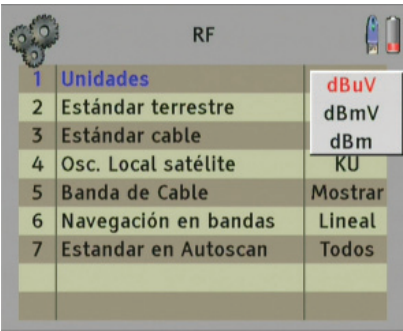 RF
1 Unidades dBuV
2 Estándar terrestre dBmV
3 Estándar cable dBm
4 Osc. Local satélite KU
5 Banda de Cable Mostrar
6 Navegación en bandas Lineal
7 Estandar en Autoscan Todos